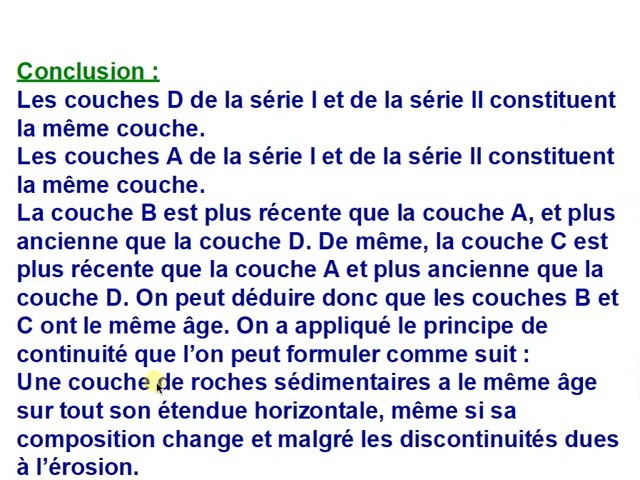 Conclusion :
Les couches D de la série I et de la série II constituent
la même couche.
Les couches A de la série I et de la série II constituent
la même couche.
La couche B est plus récente que la couche A, et plus
ancienne que la couche D. De même, la couche C est
plus récente que la couche A et plus ancienne que la
couche D. On peut déduire donc que les couches B et
C ont le même âge. On a appliqué le principe de
continuité que l’on peut formuler comme suit :
Une couche de roches sédimentaires a le même âge
sur tout son étendue horizontale, même si sa
composition change et malgré les discontinuités dues
à l’érosion.